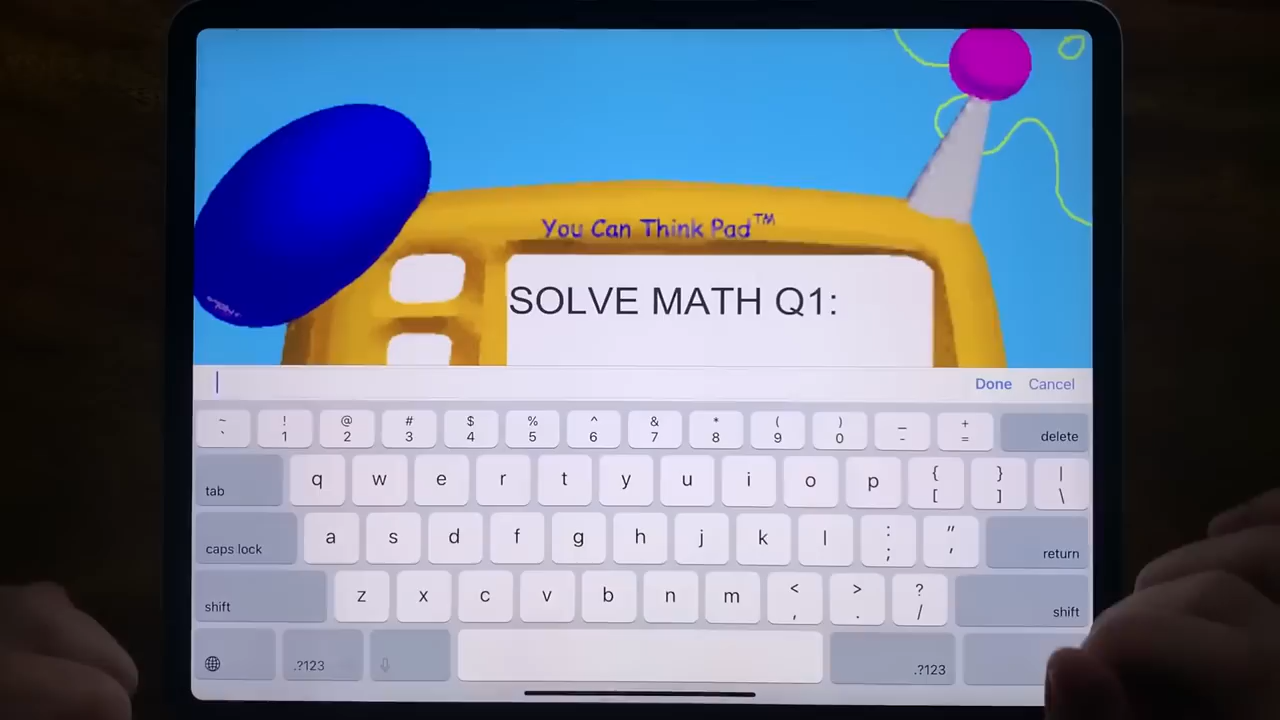 You Can Think Pad™
SOLVE MATH Q1:
Done Cancel
~ ! @ # $ % ^ & * ( ) _ +
` 1 2 3 4 5 6 7 8 9 0 - = delete
tab q w e r t y u i o p { [ } ] | \
caps lock a s d f g h j k l : ; " ' return
shift z x c v b n m < , > . ? / shift
.?123 .?123